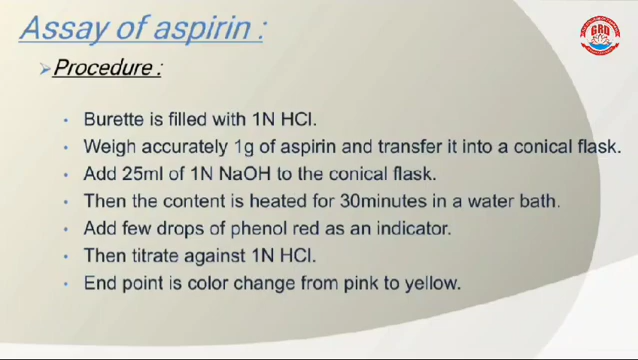 Assay of aspirin :
GRD
Procedure :
Burette is filled with 1N HCl.
Weigh accurately 1g of aspirin and transfer it into a conical flask.
Add 25ml of 1N NaOH to the conical flask.
Then the content is heated for 30minutes in a water bath.
Add few drops of phenol red as an indicator.
Then titrate against 1N HCl.
End point is color change from pink to yellow.